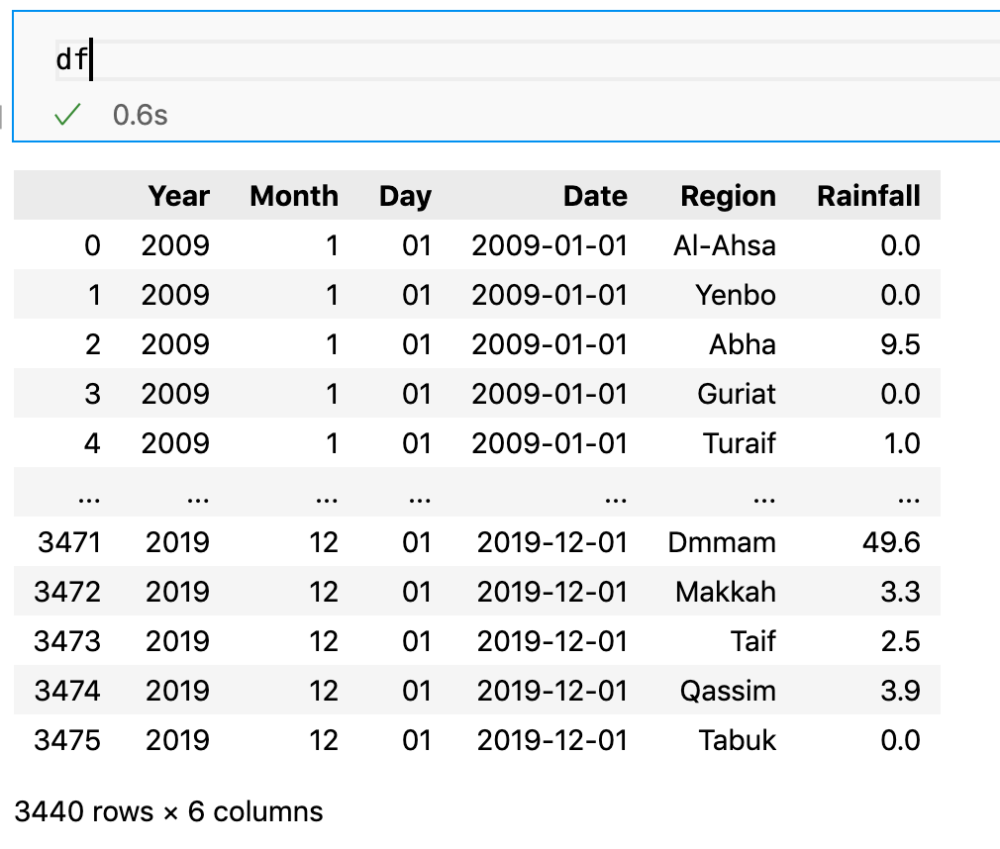 df
0.6s
Year Month Day Date Region Rainfall
0 2009 1 01 2009-01-01 Al-Ahsa 0.0
1 2009 1 01 2009-01-01 Yenbo 0.0
2 2009 1 01 2009-01-01 Abha 9.5
3 2009 1 01 2009-01-01 Guriat 0.0
4 2009 1 01 2009-01-01 Turaif 1.0
... ... ... ... ... ... ...
3471 2019 12 01 2019-12-01 Dmmam 49.6
3472 2019 12 01 2019-12-01 Makkah 3.3
3473 2019 12 01 2019-12-01 Taif 2.5
3474 2019 12 01 2019-12-01 Qassim 3.9
3475 2019 12 01 2019-12-01 Tabuk 0.0
3440 rows × 6 columns